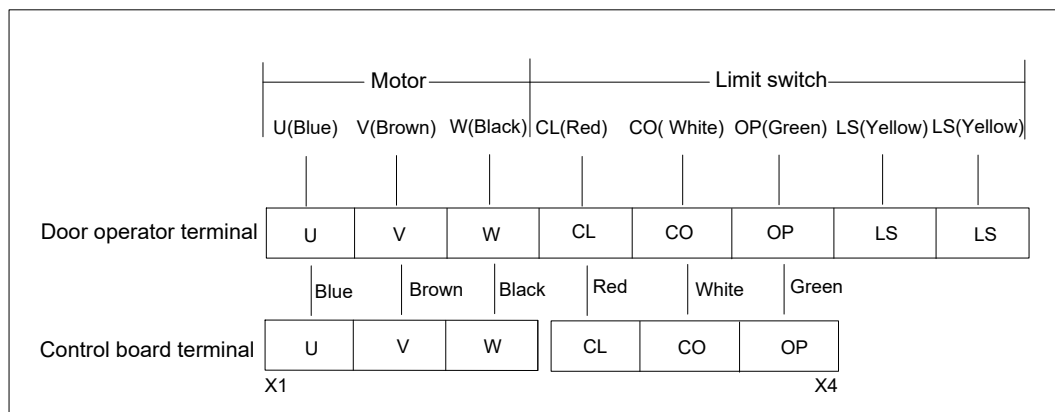 Motor Limit switch
U(Blue) V(Brown) W(Black) CL(Red) CO( White) OP(Green) LS(Yellow) LS(Yellow)
Door operator terminal U V W CL CO OP LS LS
Blue Brown Black Red White Green
Control board terminal U V W CL CO OP
X1 X4